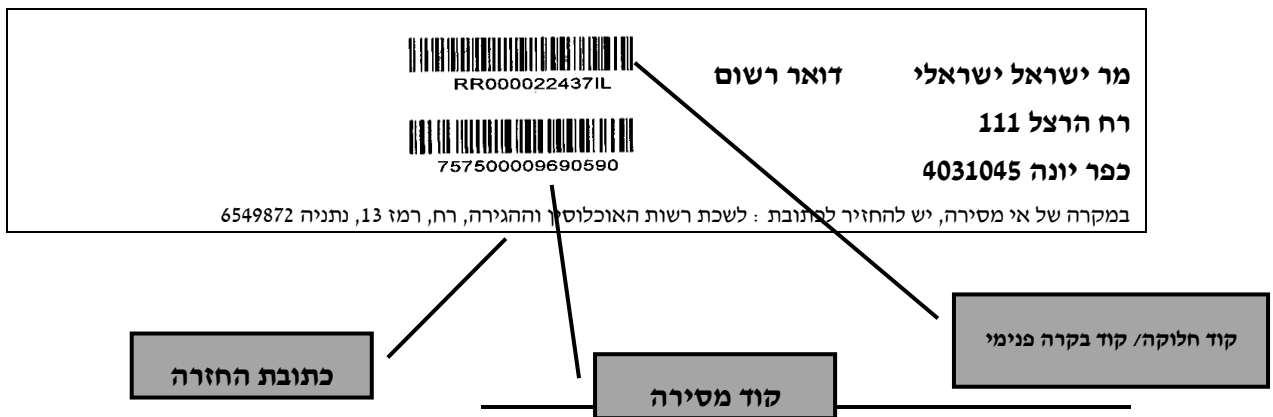 מר ישראל ישראלי דואר רשום
RR000022437IL
רח הרצל 111
757500009690590
כפר יונה 4031045
במקרה של אי מסירה, יש להחזיר לכתובת : לשכת רשות האוכלוסין וההגירה, רח, רמז 13, נתניה 6549872
קוד חלוקה/ קוד בקרה פנימי
כתובת החזרה
קוד מסירה